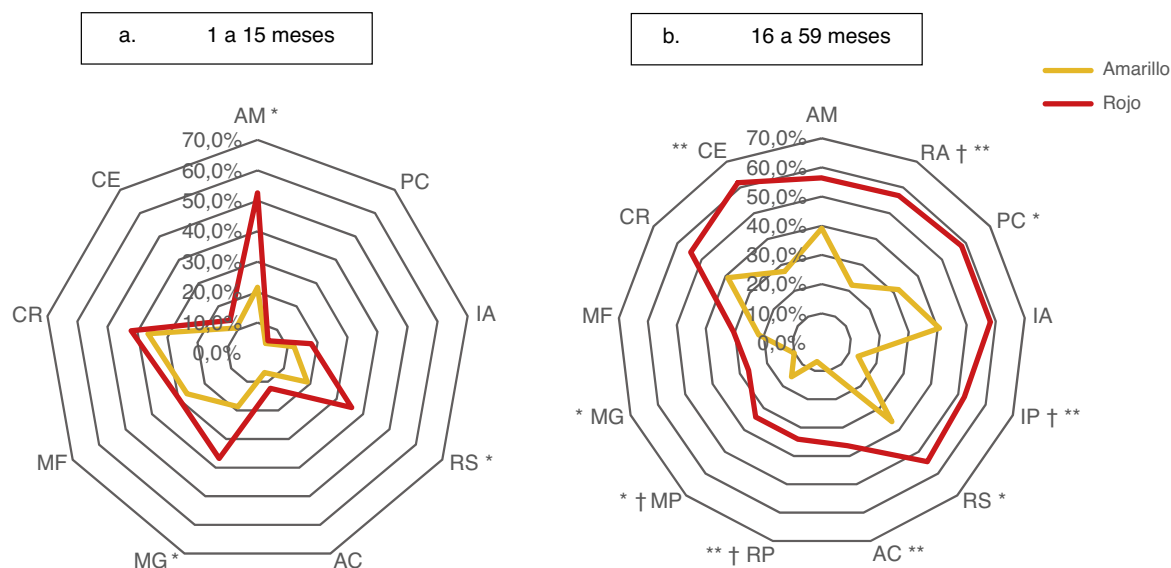 a. 1 a 15 meses
AM *
70,0%
60,0%
50,0%
40,0%
30,0%
20,0%
10,0%
0,0%
PC
IA
RS *
AC
MG *
MF
CR
CE
b. 16 a 59 meses
Amarillo
Rojo
AM
70,0%
60,0%
50,0%
40,0%
30,0%
20,0%
10,0%
0,0%
RA † **
PC *
IA
IP † **
RS *
AC **
** † RP
* † MP
* MG
MF
CR
** CE